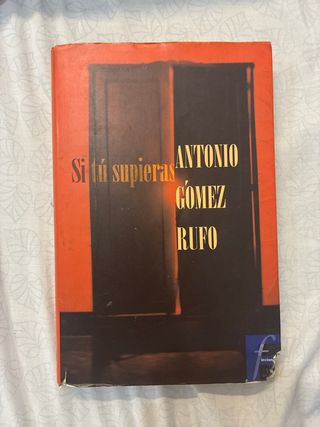 Si tú supieras
ANTONIO
GÓMEZ
RUFO
f